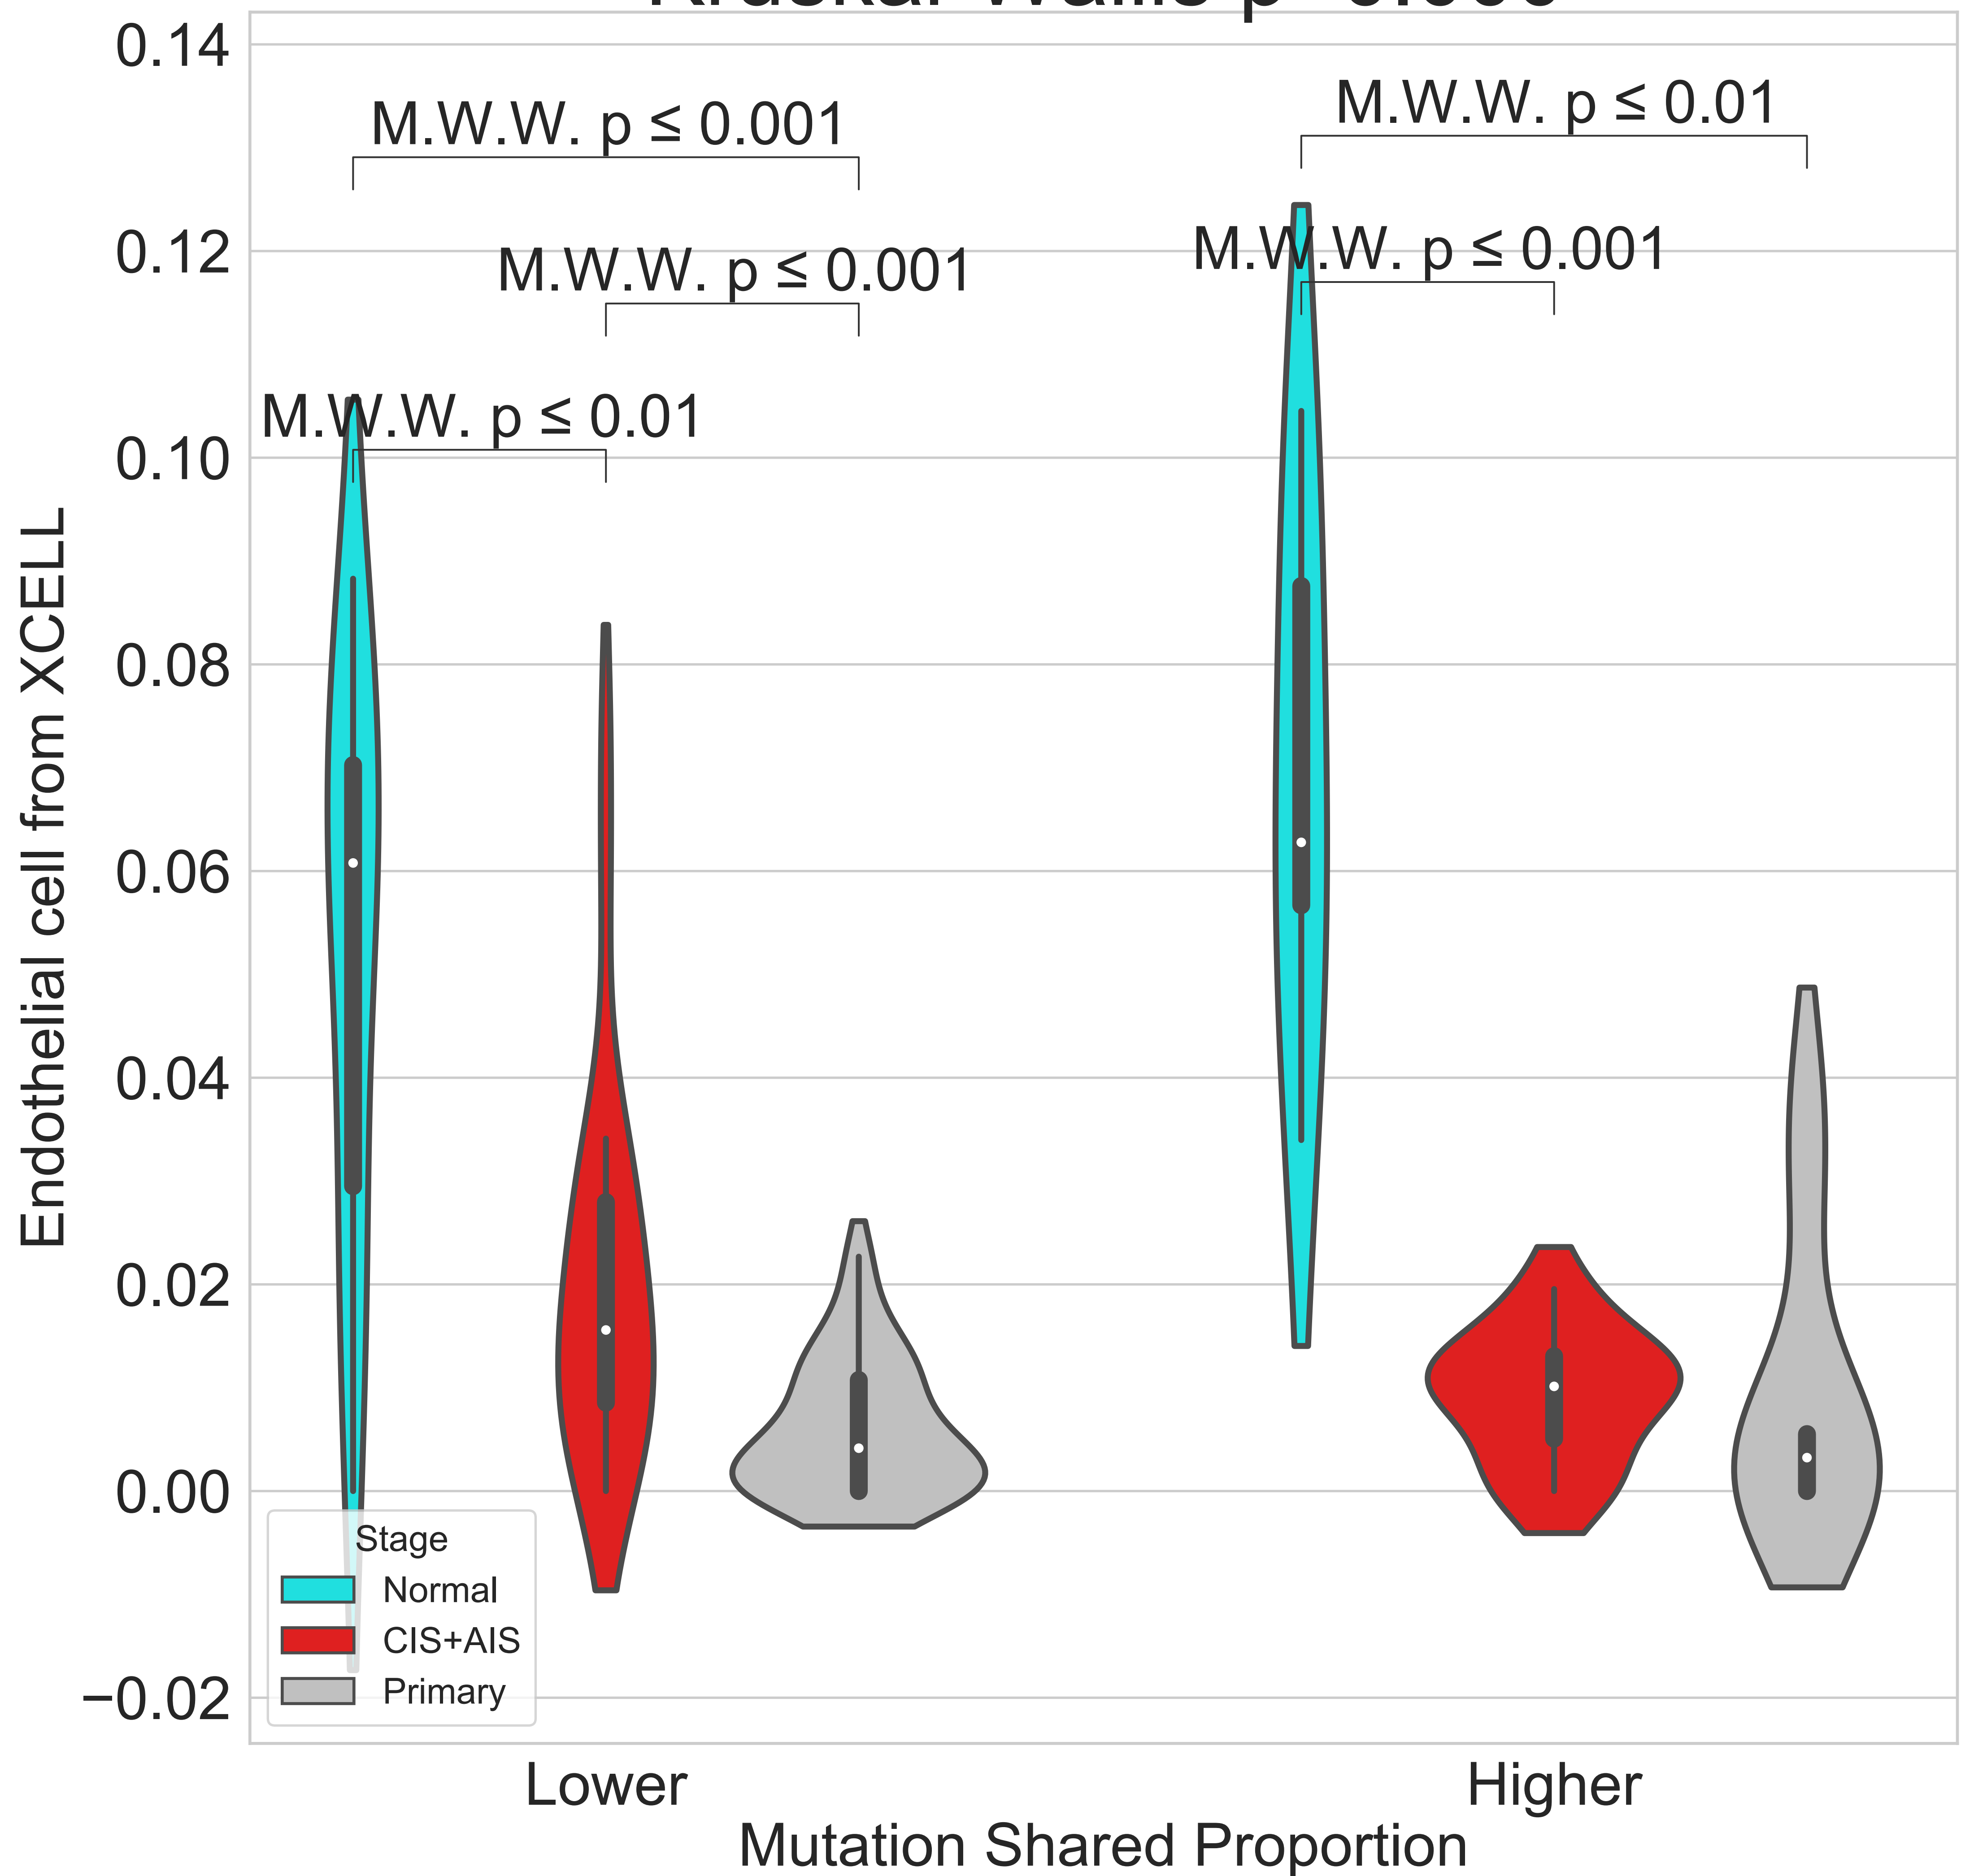 0.14
M.W.W. p ≤ 0.01
M.W.W. p ≤ 0.001
0.12
M.W.W. p ≤ 0.001
M.W.W. p ≤ 0.001
M.W.W. p ≤ 0.01
0.10
0.08
0.06
0.04
0.02
0.00
−0.02
Endothelial cell from XCELL
Stage
Normal
CIS+AIS
Primary
Lower
Higher
Mutation Shared Proportion